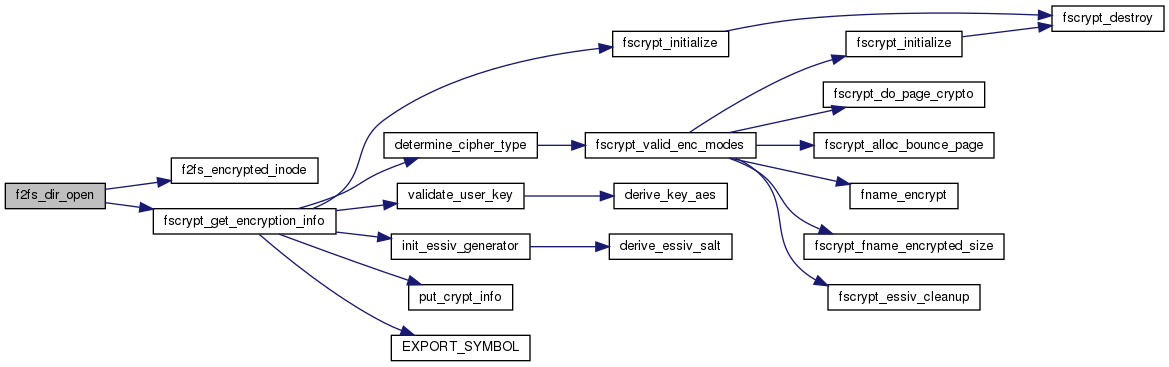 f2fs_dir_open
f2fs_encrypted_inode
fscrypt_get_encryption_info
fscrypt_initialize
determine_cipher_type
validate_user_key
init_essiv_generator
put_crypt_info
EXPORT_SYMBOL
fscrypt_valid_enc_modes
derive_key_aes
derive_essiv_salt
fscrypt_initialize
fscrypt_do_page_crypto
fscrypt_alloc_bounce_page
fname_encrypt
fscrypt_fname_encrypted_size
fscrypt_essiv_cleanup
fscrypt_destroy